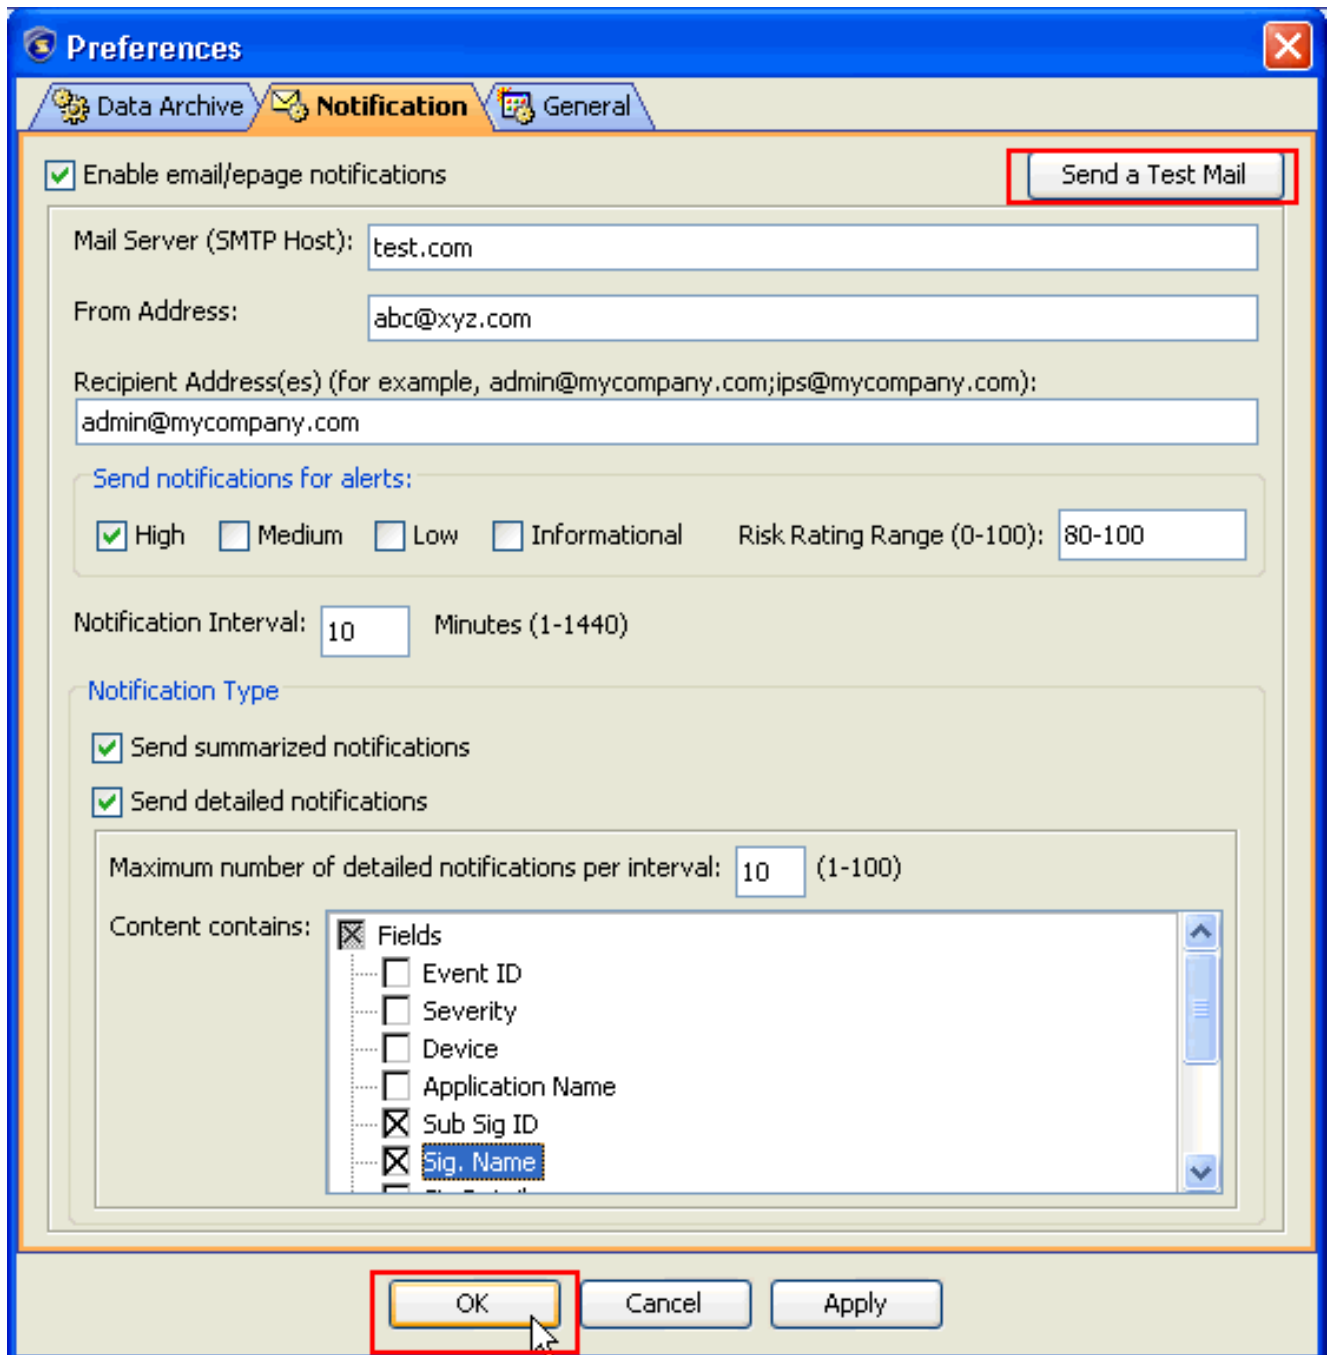 Preferences
Data Archive Notification General
Enable email/epage notifications Send a Test Mail
Mail Server (SMTP Host): test.com
From Address: abc@xyz.com
Recipient Address(es) (for example, admin@mycompany.com;ips@mycompany.com):
admin@mycompany.com
Send notifications for alerts:
High Medium Low Informational Risk Rating Range (0-100): 80-100
Notification Interval: 10 Minutes (1-1440)
Notification Type
Send summarized notifications
Send detailed notifications
Maximum number of detailed notifications per interval: 10 (1-100)
Content contains: Fields
Event ID
Severity
Device
Application Name
Sub Sig ID
Sig. Name
OK Cancel Apply